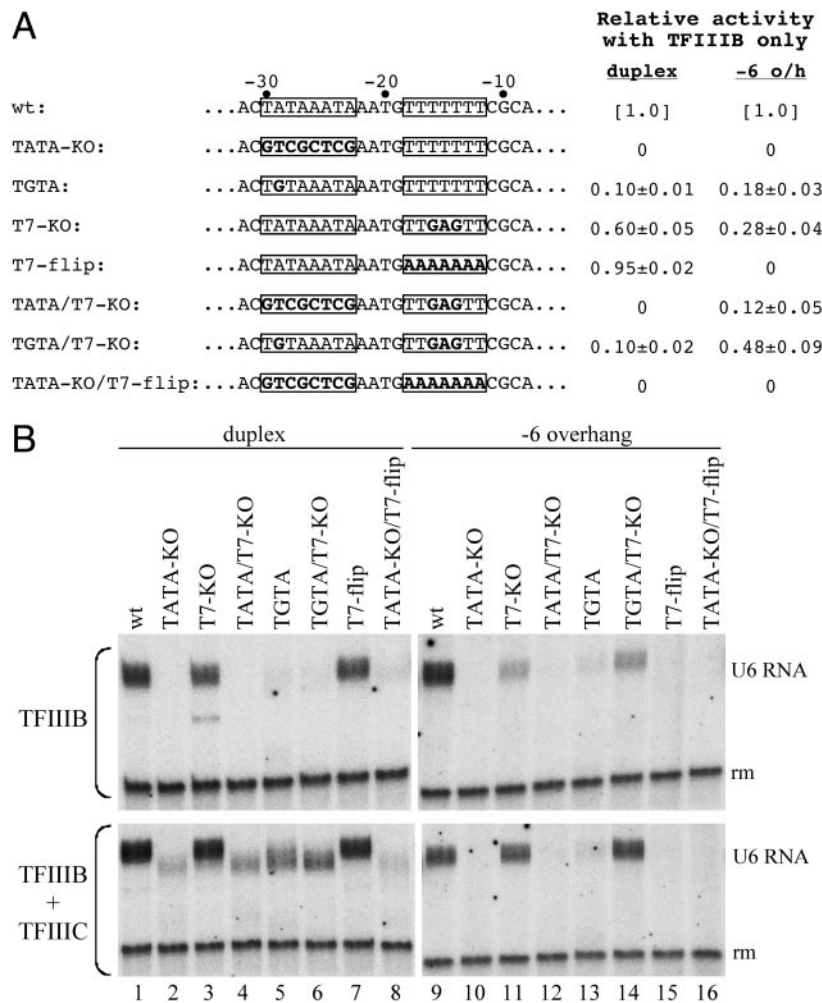 A
Relative activity
with TFIIIB only
duplex -6 o/h
−30 −20 −10
wt: ...ACTATAAATAAATGTTTTTTTCGCA... [1.0] [1.0]
TATA-KO: ...ACGTCGCTCGAATGTTTTTTTCGCA... 0 0
TGTA: ...ACTGTAAATAAATGTTTTTTTCGCA... 0.10±0.01 0.18±0.03
T7-KO: ...ACTATAAATAAATGTTGAGTTCGCA... 0.60±0.05 0.28±0.04
T7-flip: ...ACTATAAATAAATGAAAAAAACGCA... 0.95±0.02 0
TATA/T7-KO: ...ACGTCGCTCGAATGTTGAGTTCGCA... 0 0.12±0.05
TGTA/T7-KO: ...ACTGTAAATAAATGTTGAGTTCGCA... 0.10±0.02 0.48±0.09
TATA-KO/T7-flip: ...ACGTCGCTCGAATGAAAAAAACGCA... 0 0
B
duplex -6 overhang
wt TATA-KO T7-KO TATA/T7-KO TGTA TGTA/T7-KO T7-flip TATA-KO/T7-flip wt TATA-KO T7-KO TATA/T7-KO TGTA TGTA/T7-KO T7-flip TATA-KO/T7-flip
U6 RNA
TFIIIB
rm
U6 RNA
TFIIIB
+
TFIIIC
rm
1 2 3 4 5 6 7 8 9 10 11 12 13 14 15 16